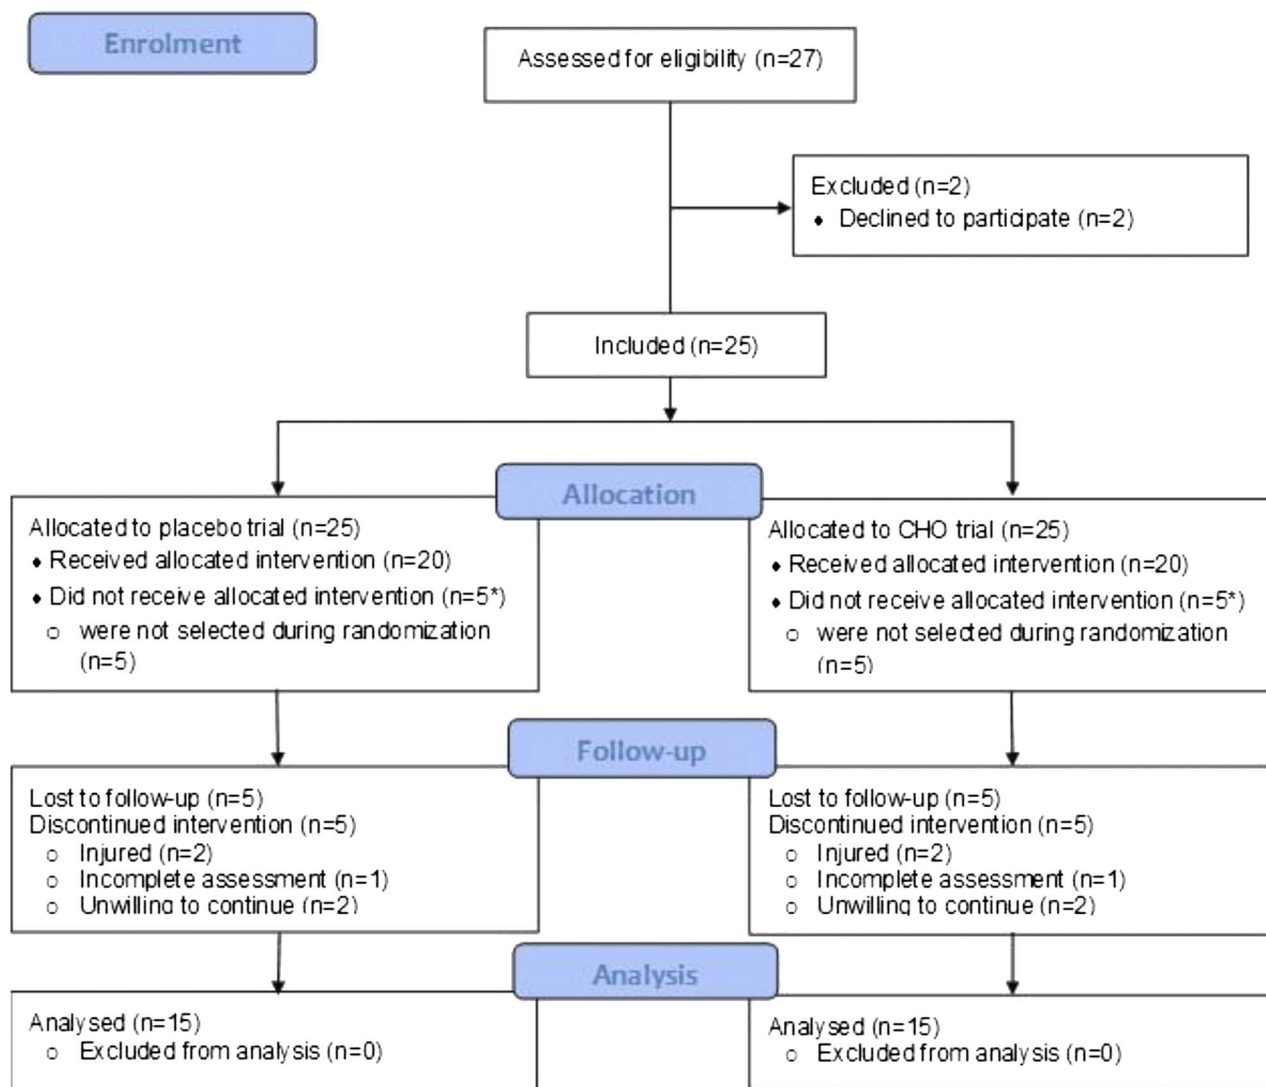 Enrolment
Assessed for eligibility (n=27)
Excluded (n=2)
♦ Declined to participate (n=2)
Included (n=25)
Allocation
Allocated to placebo trial (n=25)
♦ Received allocated intervention (n=20)
♦ Did not receive allocated intervention (n=5*)
o were not selected during randomization
(n=5)
Allocated to CHO trial (n=25)
♦ Received allocated intervention (n=20)
♦ Did not receive allocated intervention (n=5*)
o were not selected during randomization
(n=5)
Follow-up
Lost to follow-up (n=5)
Discontinued intervention (n=5)
o Injured (n=2)
o Incomplete assessment (n=1)
o Unwilling to continue (n=2)
Lost to follow-up (n=5)
Discontinued intervention (n=5)
o Injured (n=2)
o Incomplete assessment (n=1)
o Unwilling to continue (n=2)
Analysis
Analysed (n=15)
o Excluded from analysis (n=0)
Analysed (n=15)
o Excluded from analysis (n=0)